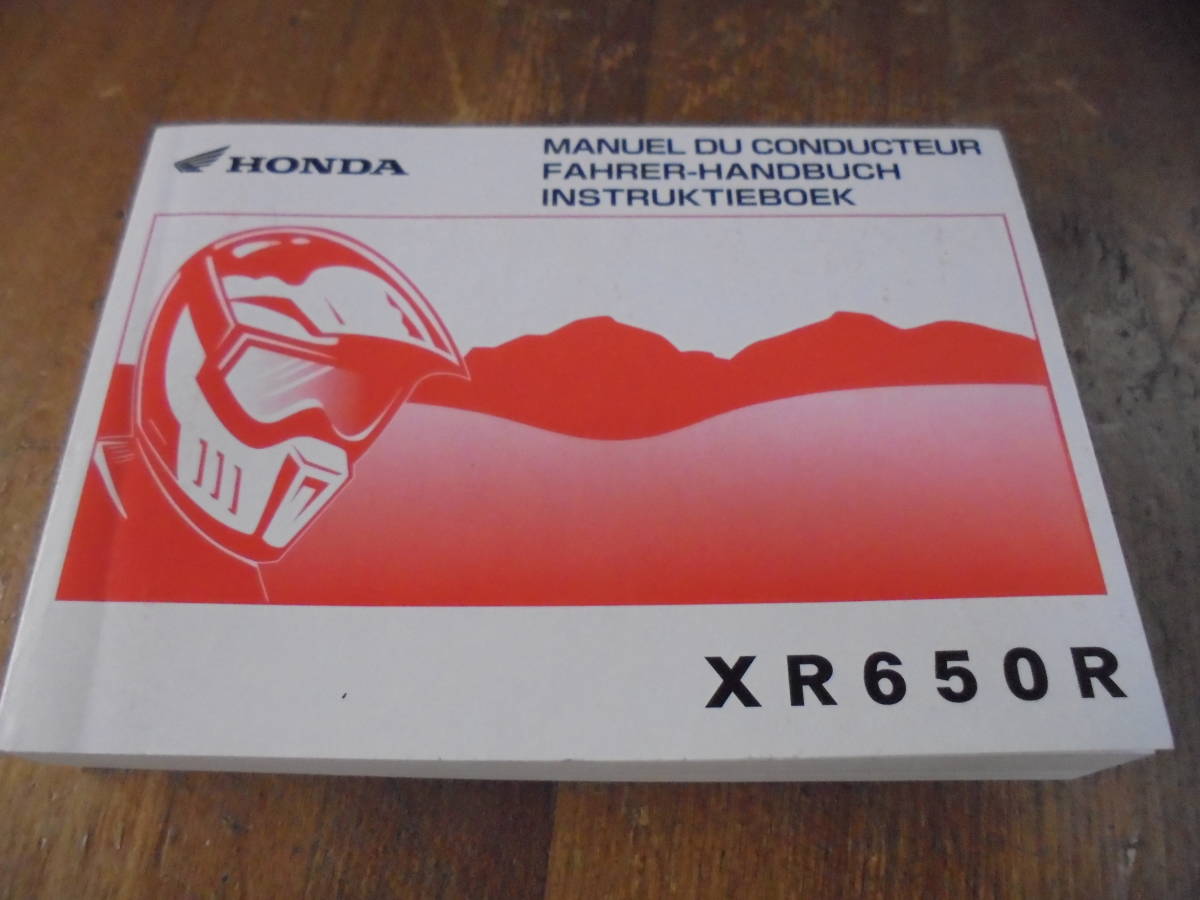 HONDA
MANUEL DU CONDUCTEUR
FAHRER-HANDBUCH
INSTRUKTIEBOEK
XR650R